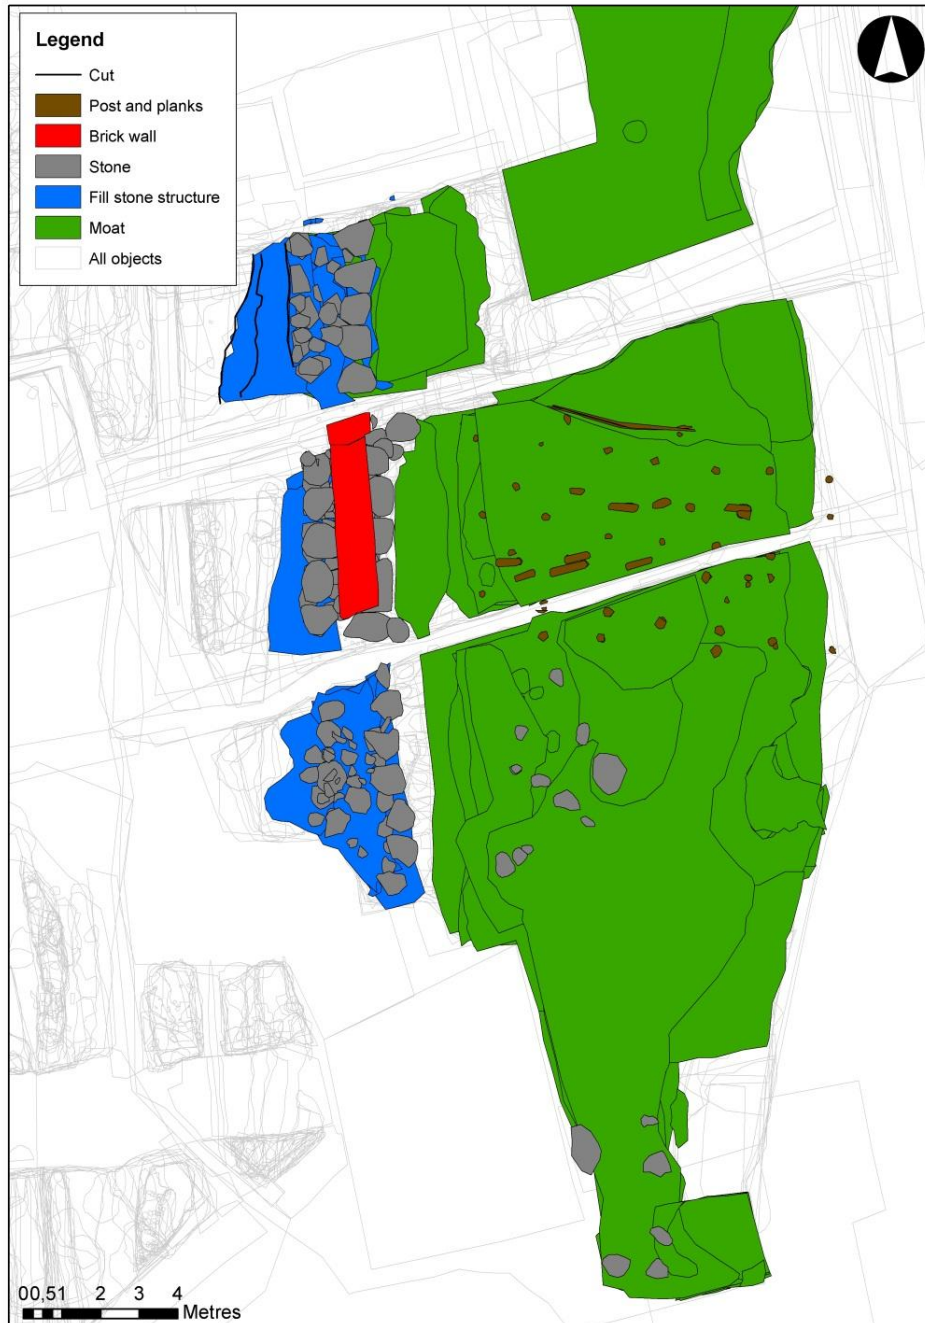 Legend
Cut
Post and planks
Brick wall
Stone
Fill stone structure
Moat
All objects
00,51 2 3 4
Metres